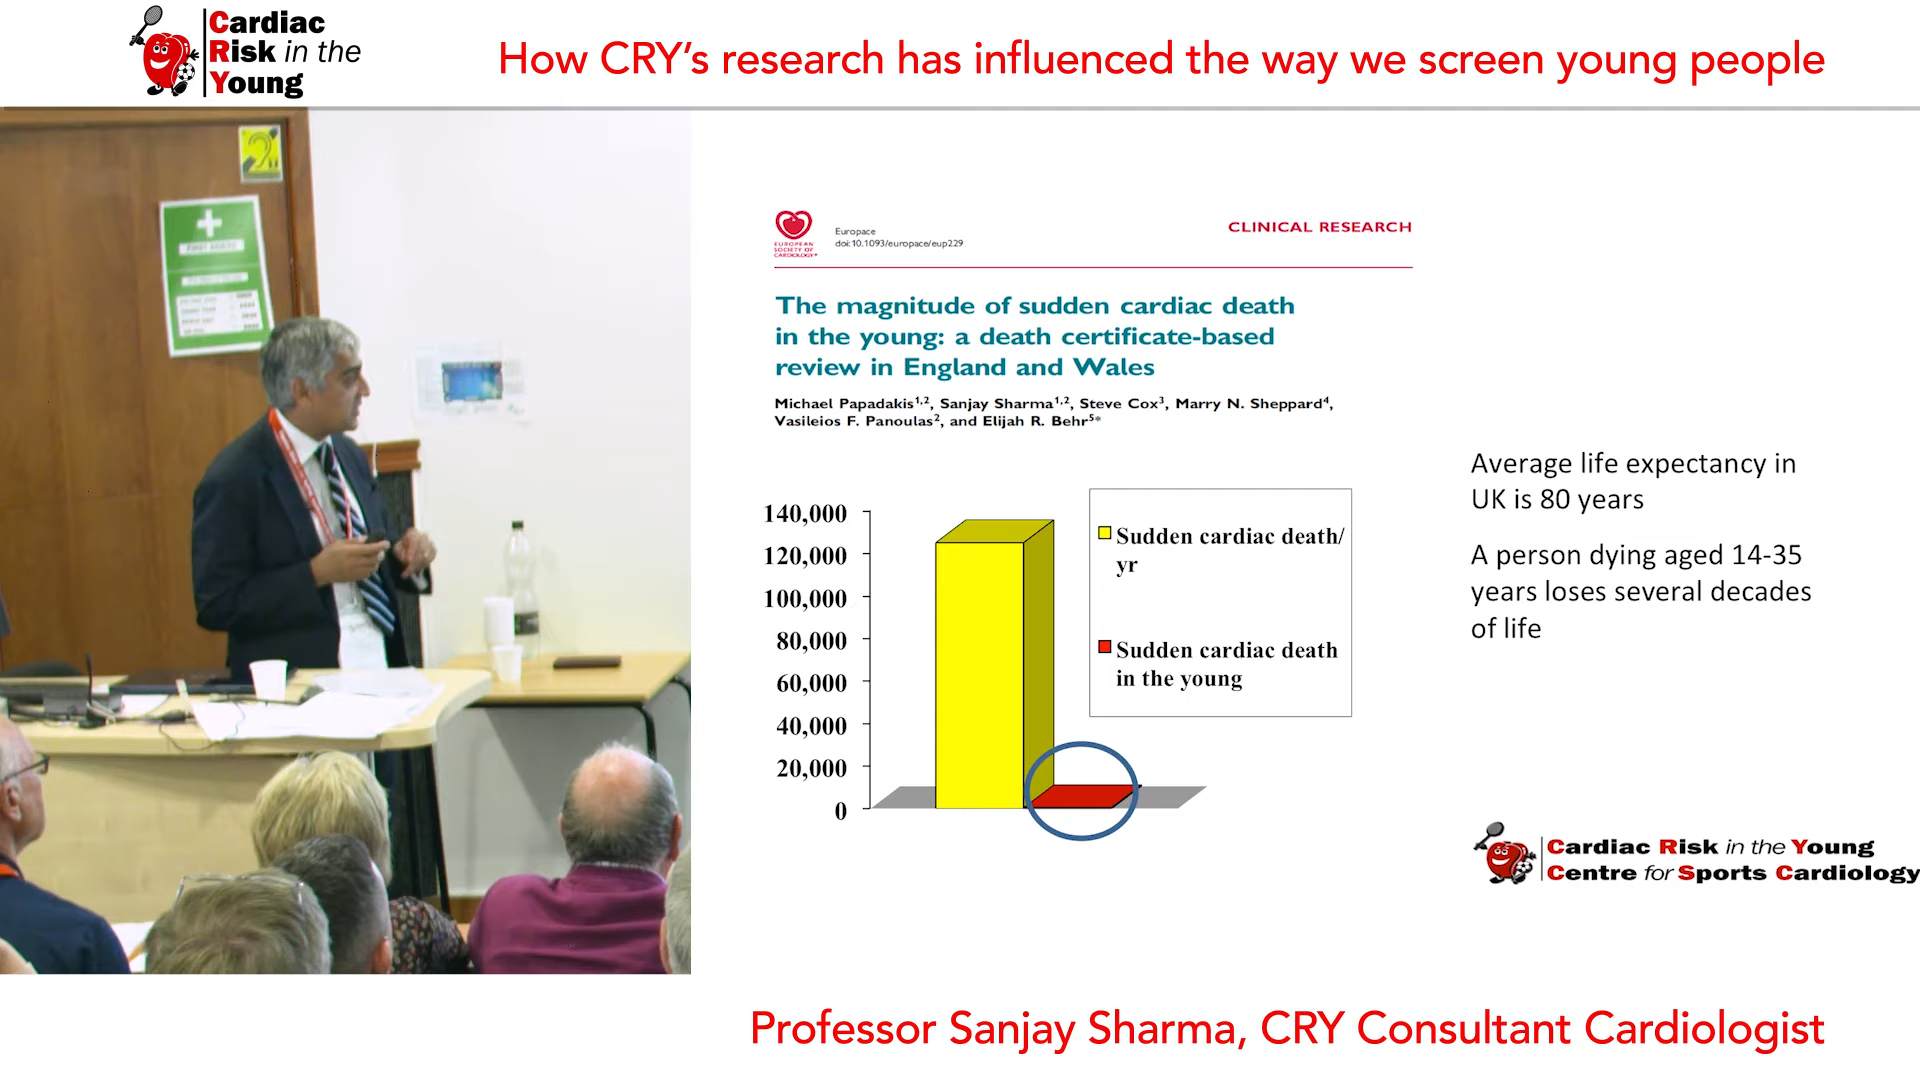 Cardiac
Risk in the
Young
How CRY's research has influenced the way we screen young people
EUROPEAN
SOCIETY OF
CARDIOLOGY
Europace
doi:10.1093/europace/eup229
CLINICAL RESEARCH
The magnitude of sudden cardiac death
in the young: a death certificate-based
review in England and Wales
Michael Papadakis1,2, Sanjay Sharma1,2, Steve Cox3, Marry N. Sheppard4,
Vasileios F. Panoulas2, and Elijah R. Behr5*
140,000
120,000
100,000
80,000
60,000
40,000
20,000
0
Sudden cardiac death/
yr
Sudden cardiac death
in the young
Average life expectancy in
UK is 80 years
A person dying aged 14-35
years loses several decades
of life
Cardiac Risk in the Young
Centre for Sports Cardiology
Professor Sanjay Sharma, CRY Consultant Cardiologist